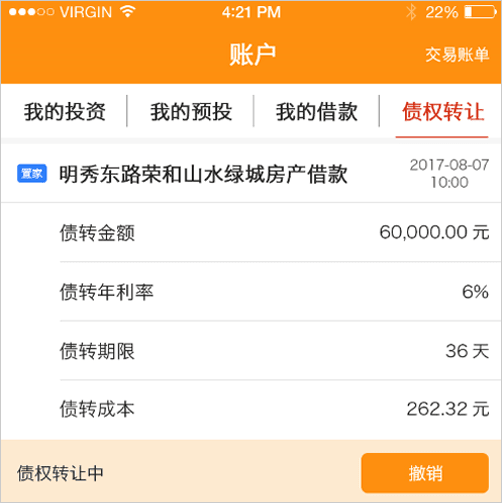 VIRGIN 4:21 PM 22%
账户 交易账单
我的投资 我的预投 我的借款 债权转让
置家 明秀东路荣和山水绿城房产借款 2017-08-07
10:00
债转金额 60,000.00 元
债转年利率 6%
债转期限 36 天
债转成本 262.32 元
债权转让中 撤销